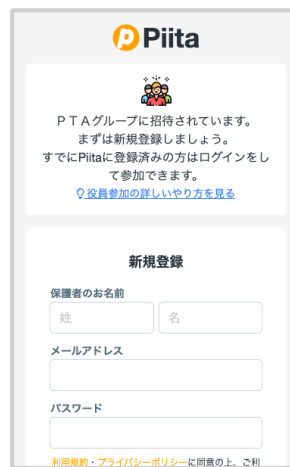 Piita
ＰＴＡグループに招待されています。
まずは新規登録しましょう。
すでにPiitaに登録済みの方はログインをし
て参加できます。
役員参加の詳しいやり方を見る
新規登録
保護者のお名前
姓 名
メールアドレス
パスワード
利用規約・プライバシーポリシーに同意の上、ご利